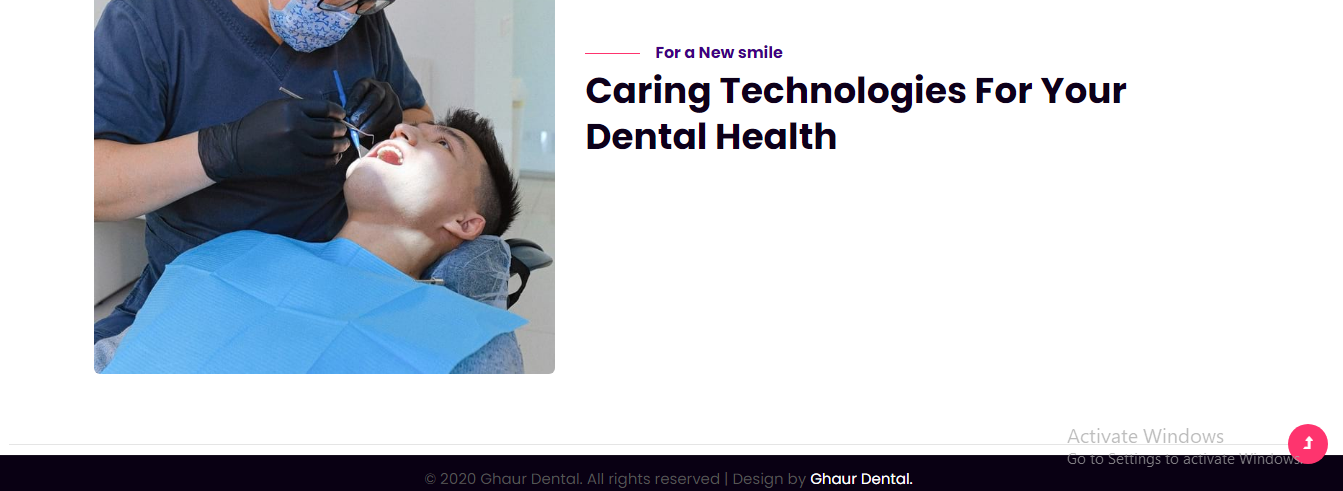 For a New smile
Caring Technologies For Your
Dental Health
Activate Windows
Go to Settings to activate Windows.
© 2020 Ghaur Dental. All rights reserved | Design by Ghaur Dental.